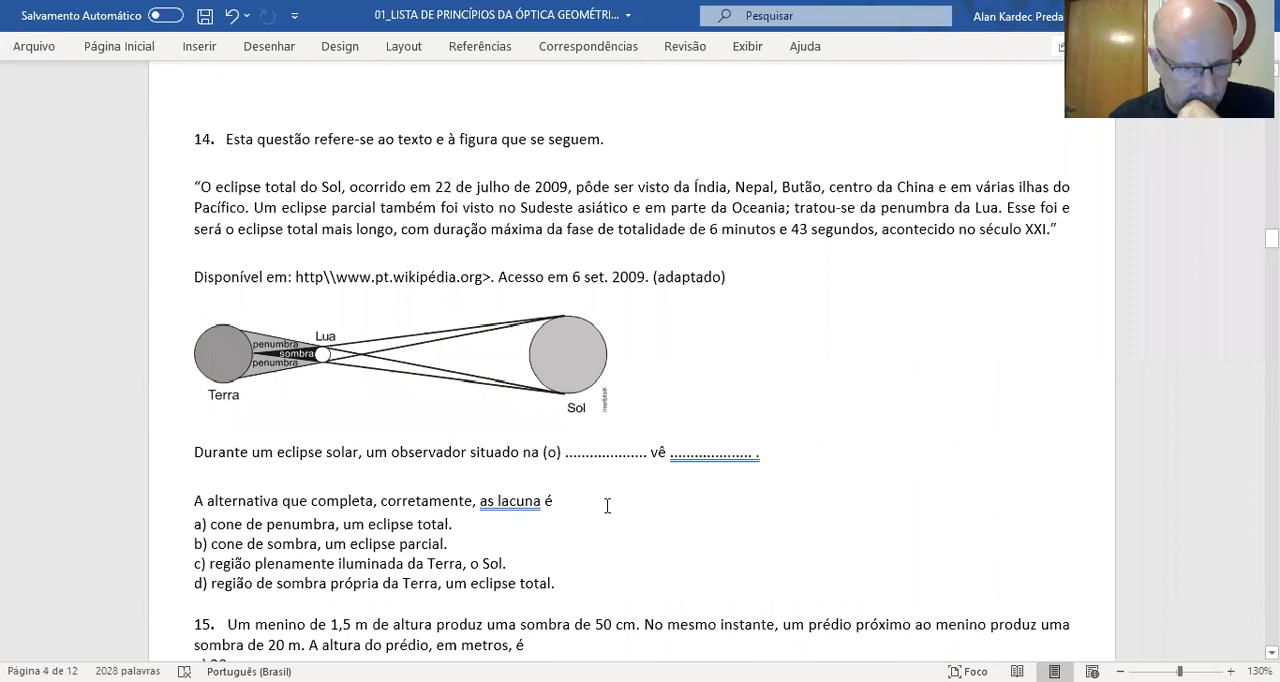 Salvamento Automático
01_LISTA DE PRINCÍPIOS DA ÓPTICA GEOMÉTRI...
Pesquisar
Alan Kardec Preda
Arquivo Página Inicial Inserir Desenhar Design Layout Referências Correspondências Revisão Exibir Ajuda
14. Esta questão refere-se ao texto e à figura que se seguem.
“O eclipse total do Sol, ocorrido em 22 de julho de 2009, pôde ser visto da Índia, Nepal, Butão, centro da China e em várias ilhas do
Pacífico. Um eclipse parcial também foi visto no Sudeste asiático e em parte da Oceania; tratou-se da penumbra da Lua. Esse foi e
será o eclipse total mais longo, com duração máxima da fase de totalidade de 6 minutos e 43 segundos, acontecido no século XXI.”
Disponível em: http\\www.pt.wikipédia.org>. Acesso em 6 set. 2009. (adaptado)
Lua
penumbra
sombra
penumbra
Terra
Sol
interbits®
Durante um eclipse solar, um observador situado na (o) .................... vê .................... .
A alternativa que completa, corretamente, as lacuna é
a) cone de penumbra, um eclipse total.
b) cone de sombra, um eclipse parcial.
c) região plenamente iluminada da Terra, o Sol.
d) região de sombra própria da Terra, um eclipse total.
15. Um menino de 1,5 m de altura produz uma sombra de 50 cm. No mesmo instante, um prédio próximo ao menino produz uma
sombra de 20 m. A altura do prédio, em metros, é
Página 4 de 12 2028 palavras Português (Brasil) Foco 130%